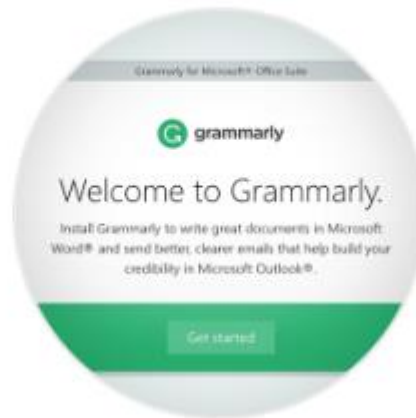 Grammarly for Microsoft® Office Suite
grammarly
Welcome to Grammarly.
Install Grammarly to write great documents in Microsoft
Word® and send better, clearer emails that help build your
credibility in Microsoft Outlook®.
Get started